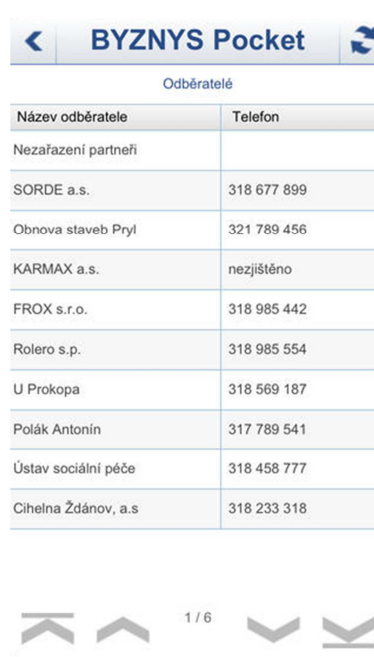 BYZNYS Pocket
Odběratelé
Název odběratele Telefon
Nezařazení partneři
SORDE a.s. 318 677 899
Obnova staveb Pryl 321 789 456
KARMAX a.s. nezjištěno
FROX s.r.o. 318 985 442
Rolero s.p. 318 985 554
U Prokopa 318 569 187
Polák Antonín 317 789 541
Ústav sociální péče 318 458 777
Cihelna Ždánov, a.s 318 233 318
1 / 6